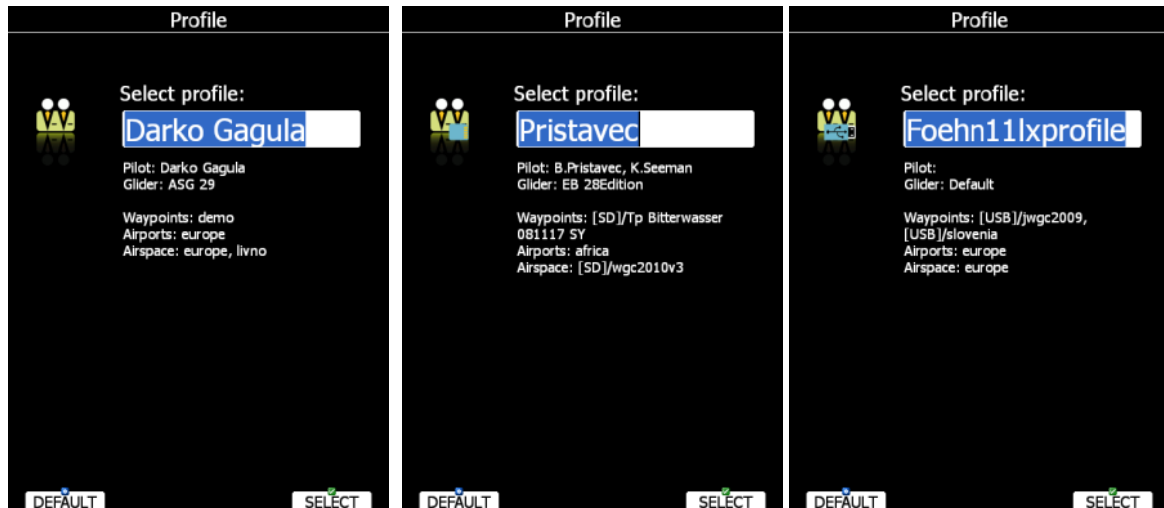 Profile
Select profile:
Darko Gagula
Pilot: Darko Gagula
Glider: ASG 29
Waypoints: demo
Airports: europe
Airspace: europe, livno
DEFAULT
SELECT
Profile
Select profile:
Pristavec
Pilot: B.Pristavec, K.Seeman
Glider: EB 28Edition
Waypoints: [SD]/Tp Bitterwasser
081117 SY
Airports: africa
Airspace: [SD]/wgc2010v3
DEFAULT
SELECT
Profile
Select profile:
Foehn11lxprofile
Pilot:
Glider: Default
Waypoints: [USB]/jwgc2009,
[USB]/slovenia
Airports: europe
Airspace: europe
DEFAULT
SELECT